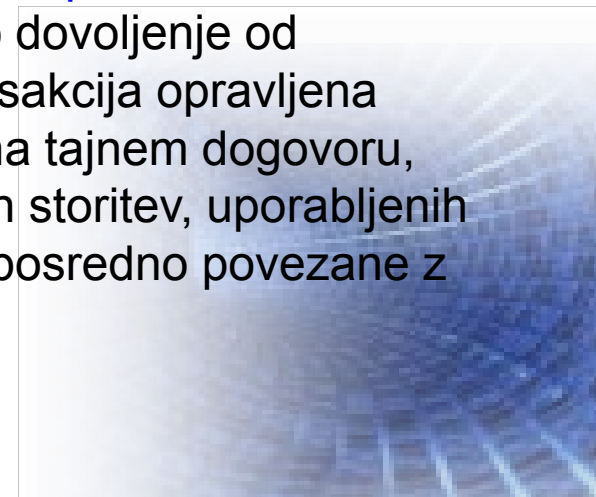 dovoljenje od
sakcija opravljena
na tajnem dogovoru,
storitev, uporabljenih
posredno povezane z